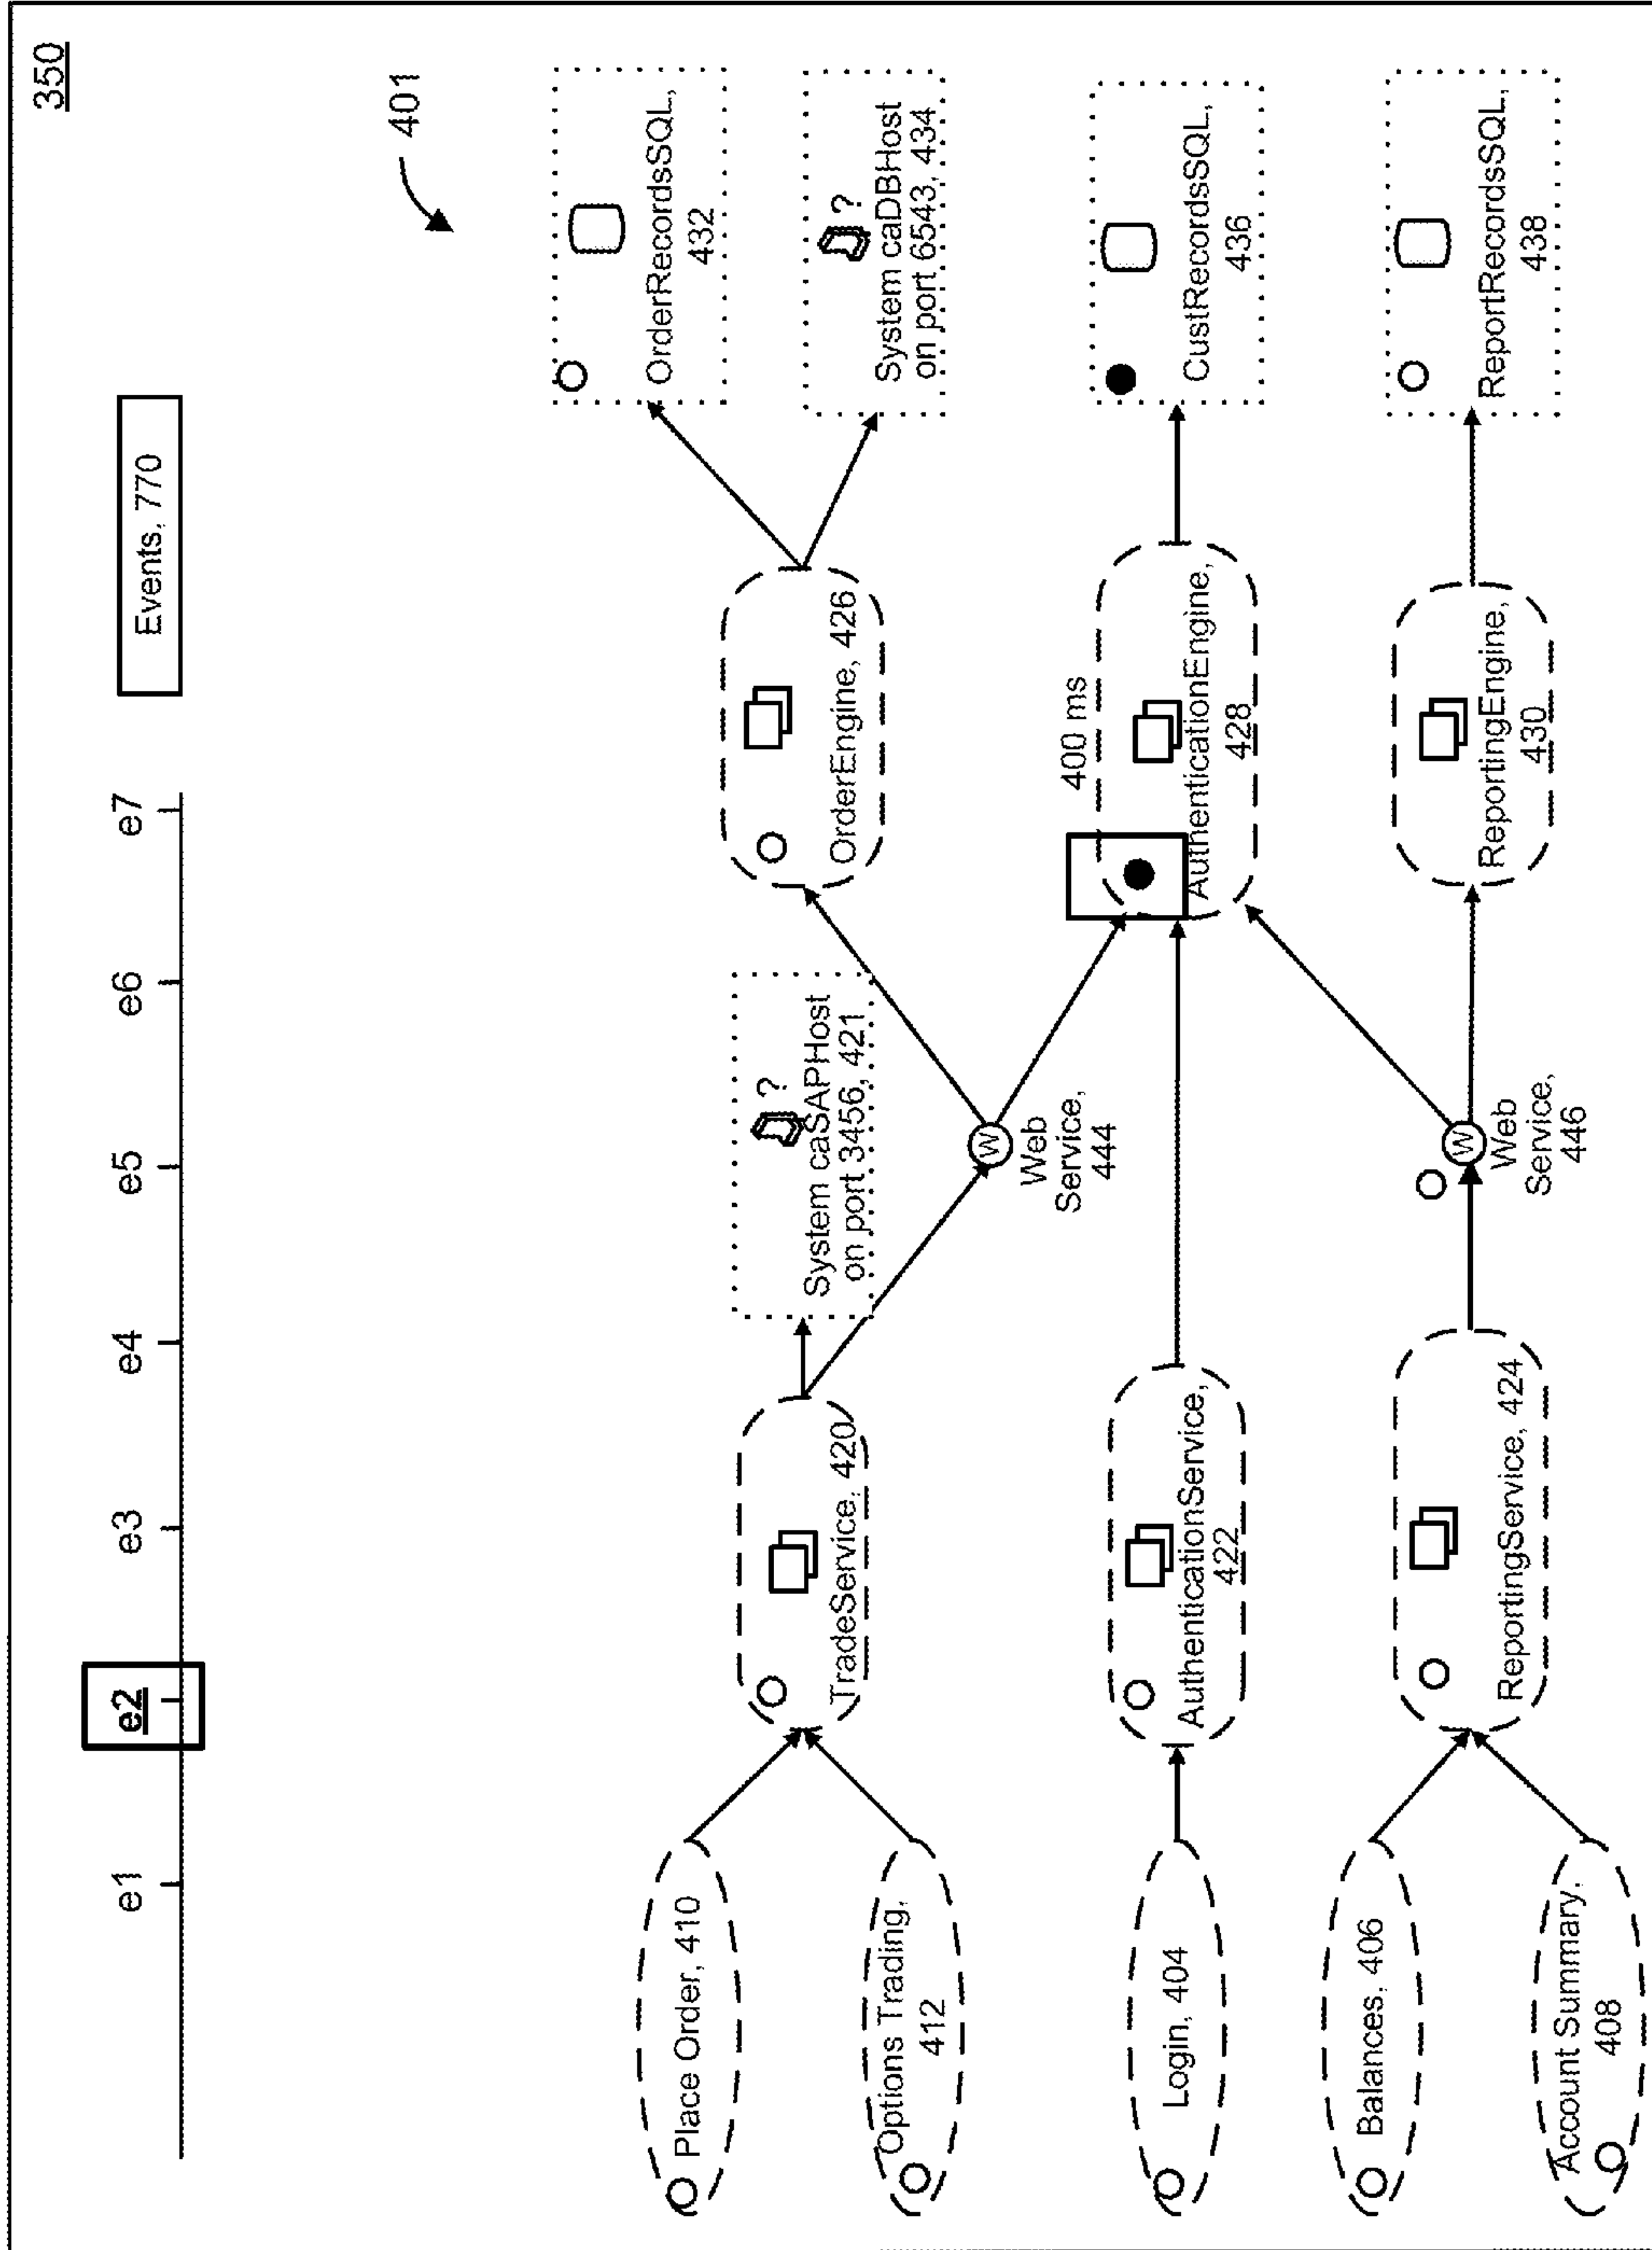 350
e1
e2
e3
e4
e5
e6
e7
Events, 770
401
Place Order, 410
Options Trading,
412
Login, 404
Balances, 406
Account Summary,
408
TradeService, 420
AuthenticationService,
422
ReportingService, 424
?
System caSAPHost
on port 3456, 421
W
Web
Service,
444
W
Web
Service,
446
OrderEngine, 426
400 ms
AuthenticationEngine,
428
ReportingEngine,
430
OrderRecordsSQL,
432
?
System caDBHost
on port 6543, 434
CustRecordsSQL,
436
ReportRecordsSQL,
438